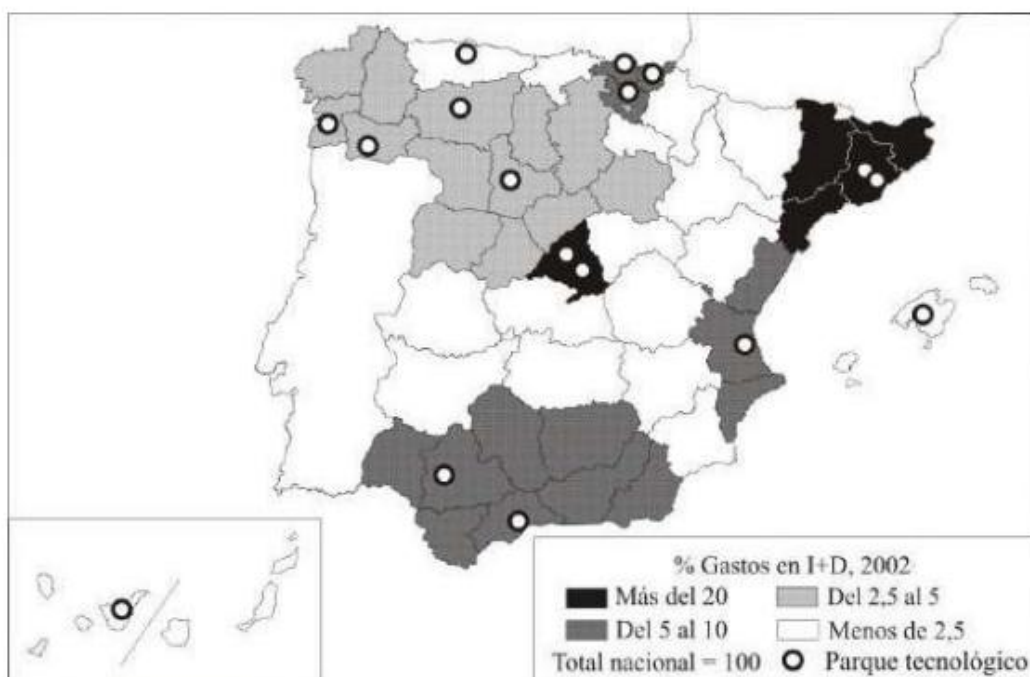 % Gastos en I+D, 2002
Más del 20 Del 2,5 al 5
Del 5 al 10 Menos de 2,5
Total nacional = 100 Parque tecnológico